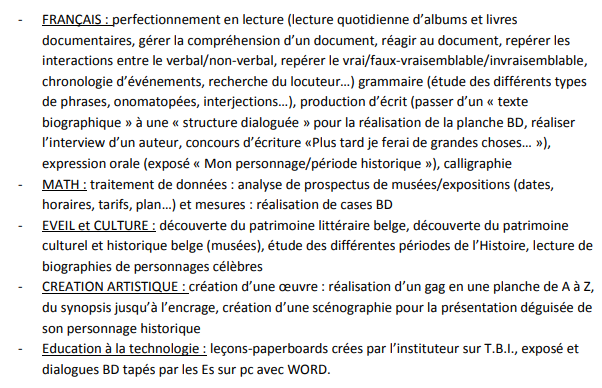 - FRANÇAIS : perfectionnement en lecture (lecture quotidienne d'albums et livres
documentaires, gérer la compréhension d'un document, réagir au document, repérer les
interactions entre le verbal/non-verbal, repérer le vrai/faux-vraisemblable/invraisemblable,
chronologie d'événements, recherche du locuteur…) grammaire (étude des différents types
de phrases, onomatopées, interjections…), production d'écrit (passer d'un « texte
biographique » à une « structure dialoguée » pour la réalisation de la planche BD, réaliser
l'interview d'un auteur, concours d'écriture «Plus tard je ferai de grandes choses… »),
expression orale (exposé « Mon personnage/période historique »), calligraphie
- MATH : traitement de données : analyse de prospectus de musées/expositions (dates,
horaires, tarifs, plan…) et mesures : réalisation de cases BD
- EVEIL et CULTURE : découverte du patrimoine littéraire belge, découverte du patrimoine
culturel et historique belge (musées), étude des différentes périodes de l'Histoire, lecture de
biographies de personnages célèbres
- CREATION ARTISTIQUE : création d'une œuvre : réalisation d'un gag en une planche de A à Z,
du synopsis jusqu'à l'encrage, création d'une scénographie pour la présentation déguisée de
son personnage historique
- Education à la technologie : leçons-paperboards crées par l'instituteur sur T.B.I., exposé et
dialogues BD tapés par les Es sur pc avec WORD.